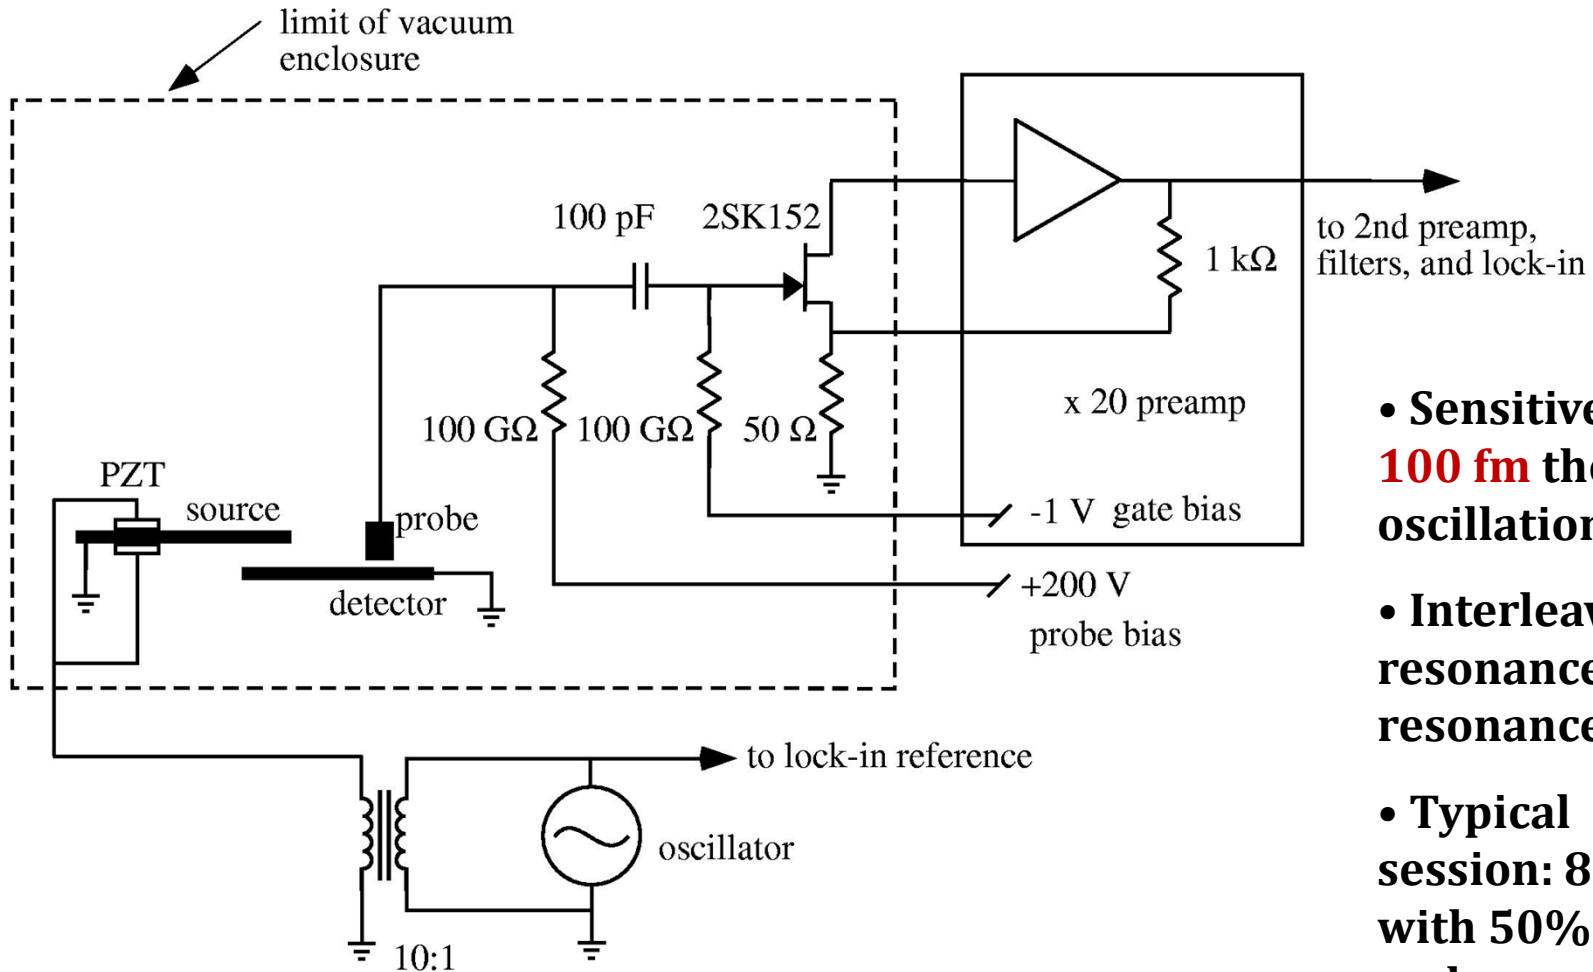 limit of vacuum
enclosure
100 pF
2SK152
to 2nd preamp,
filters, and lock-in
1 kΩ
x 20 preamp
100 GΩ
100 GΩ
50 Ω
PZT
source
probe
detector
-1 V gate bias
+200 V
probe bias
to lock-in reference
oscillator
10:1
• Sensitive
100 fm
oscillation
• Interleav
resonance
resonance
• Typical
session: 8
with 50%